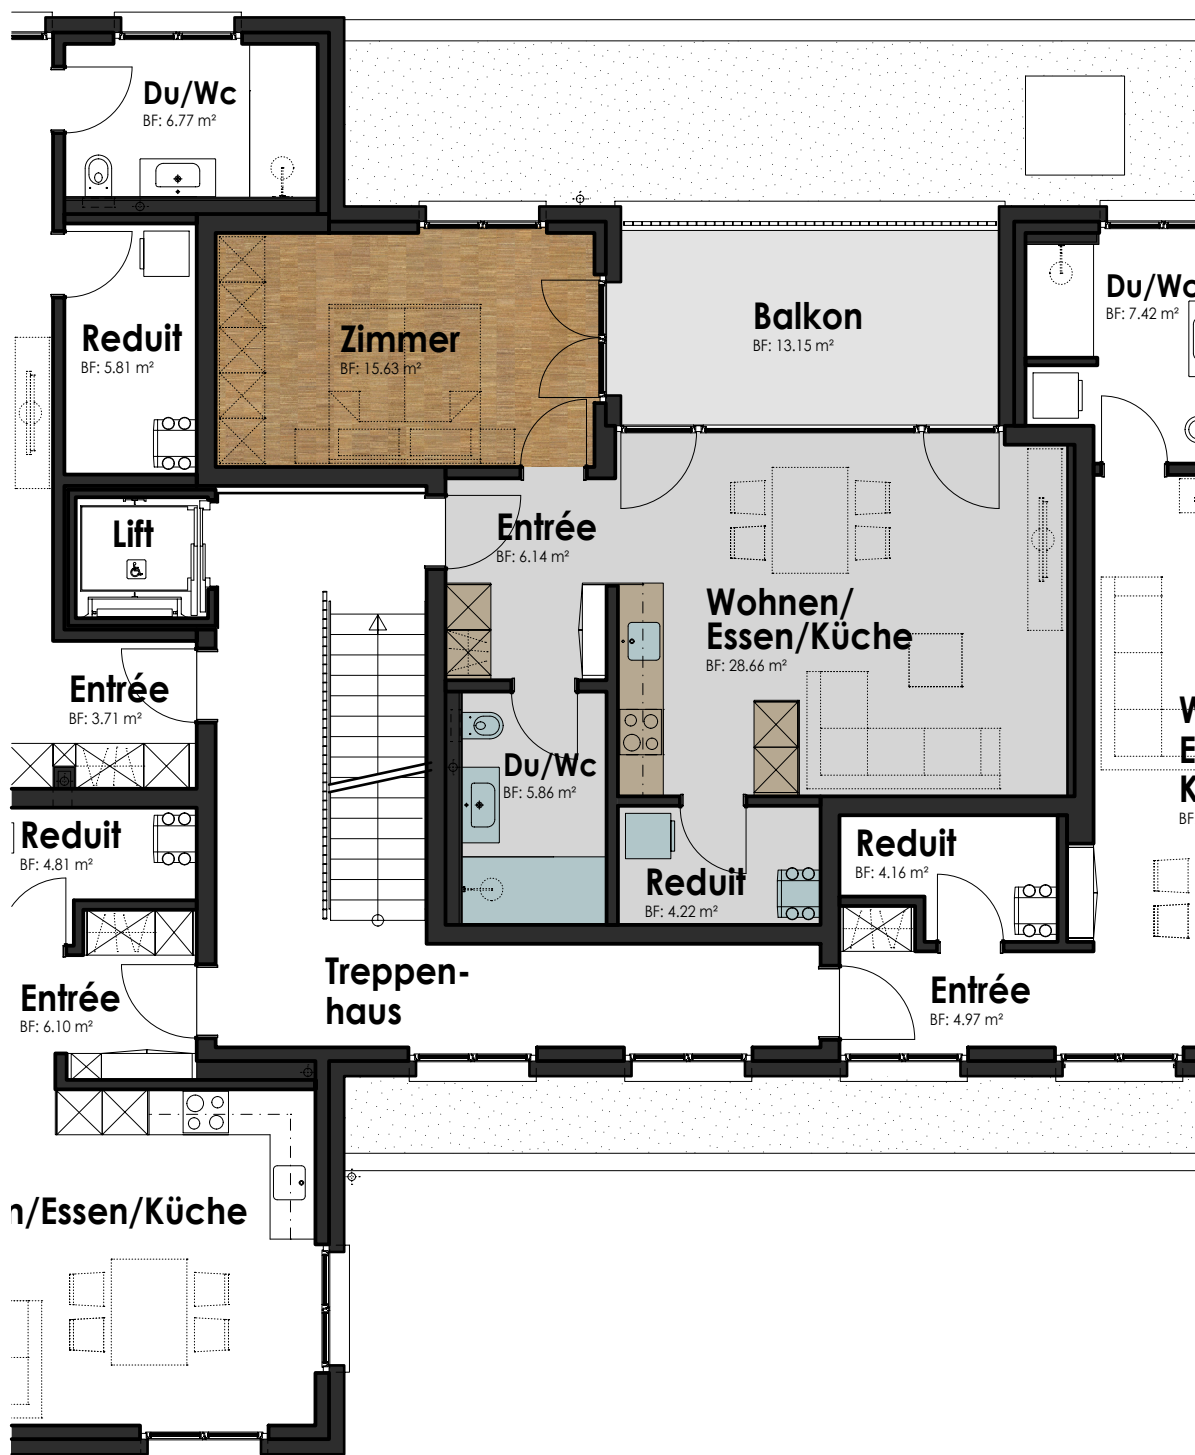 Du/Wc
BF: 6.77 m²
Reduit
BF: 5.81 m²
Zimmer
BF: 15.63 m²
Balkon
BF: 13.15 m²
Du/Wc
BF: 7.42 m²
Lift
Entrée
BF: 6.14 m²
Wohnen/
Essen/Küche
BF: 28.66 m²
Entrée
BF: 3.71 m²
Du/Wc
BF: 5.86 m²
W
E
K
BF
Reduit
BF: 4.81 m²
Reduit
BF: 4.22 m²
Reduit
BF: 4.16 m²
Treppen-
haus
Entrée
BF: 6.10 m²
Entrée
BF: 4.97 m²
n/Essen/Küche